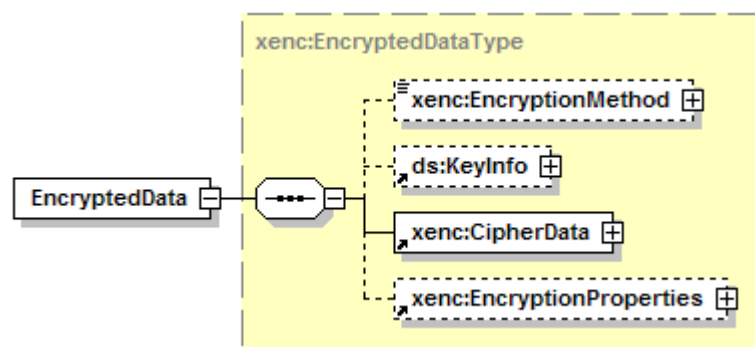 xenc:EncryptedDataType
xenc:EncryptionMethod
ds:KeyInfo
EncryptedData
xenc:CipherData
xenc:EncryptionProperties